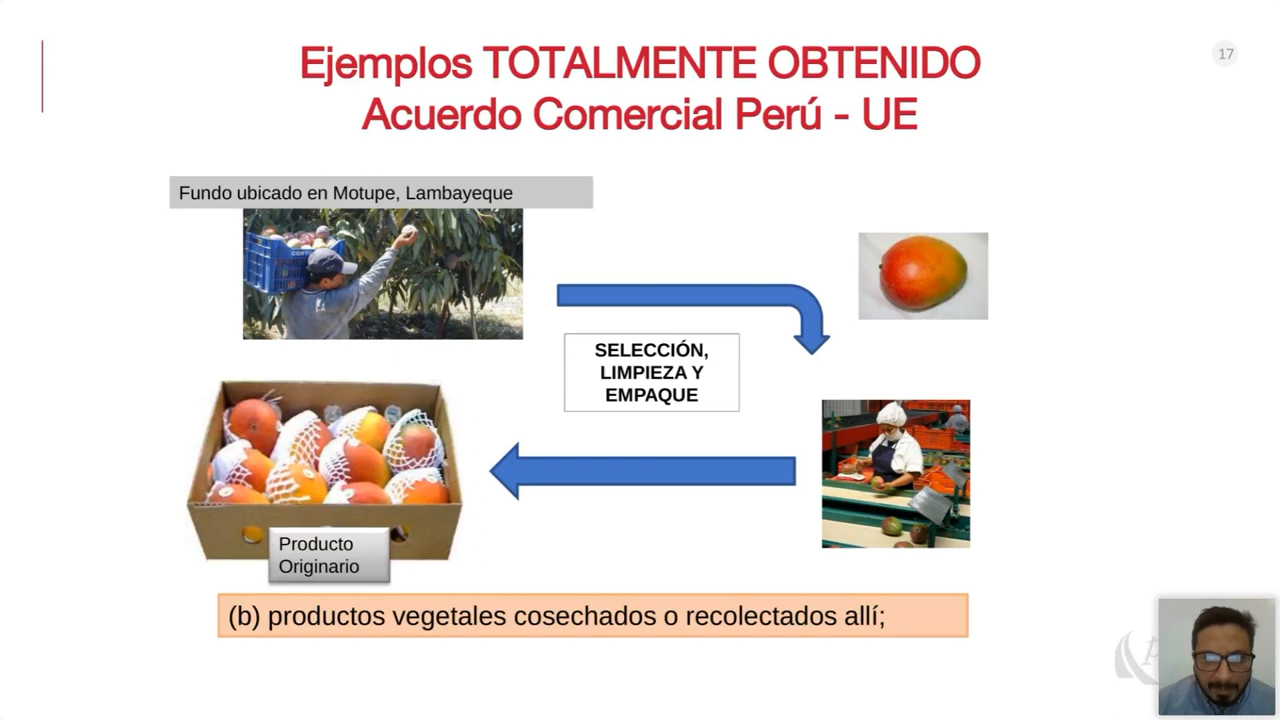 Ejemplos TOTALMENTE OBTENIDO
Acuerdo Comercial Perú - UE
17
Fundo ubicado en Motupe, Lambayeque
SELECCIÓN,
LIMPIEZA Y
EMPAQUE
Producto
Originario
(b) productos vegetales cosechados o recolectados allí;